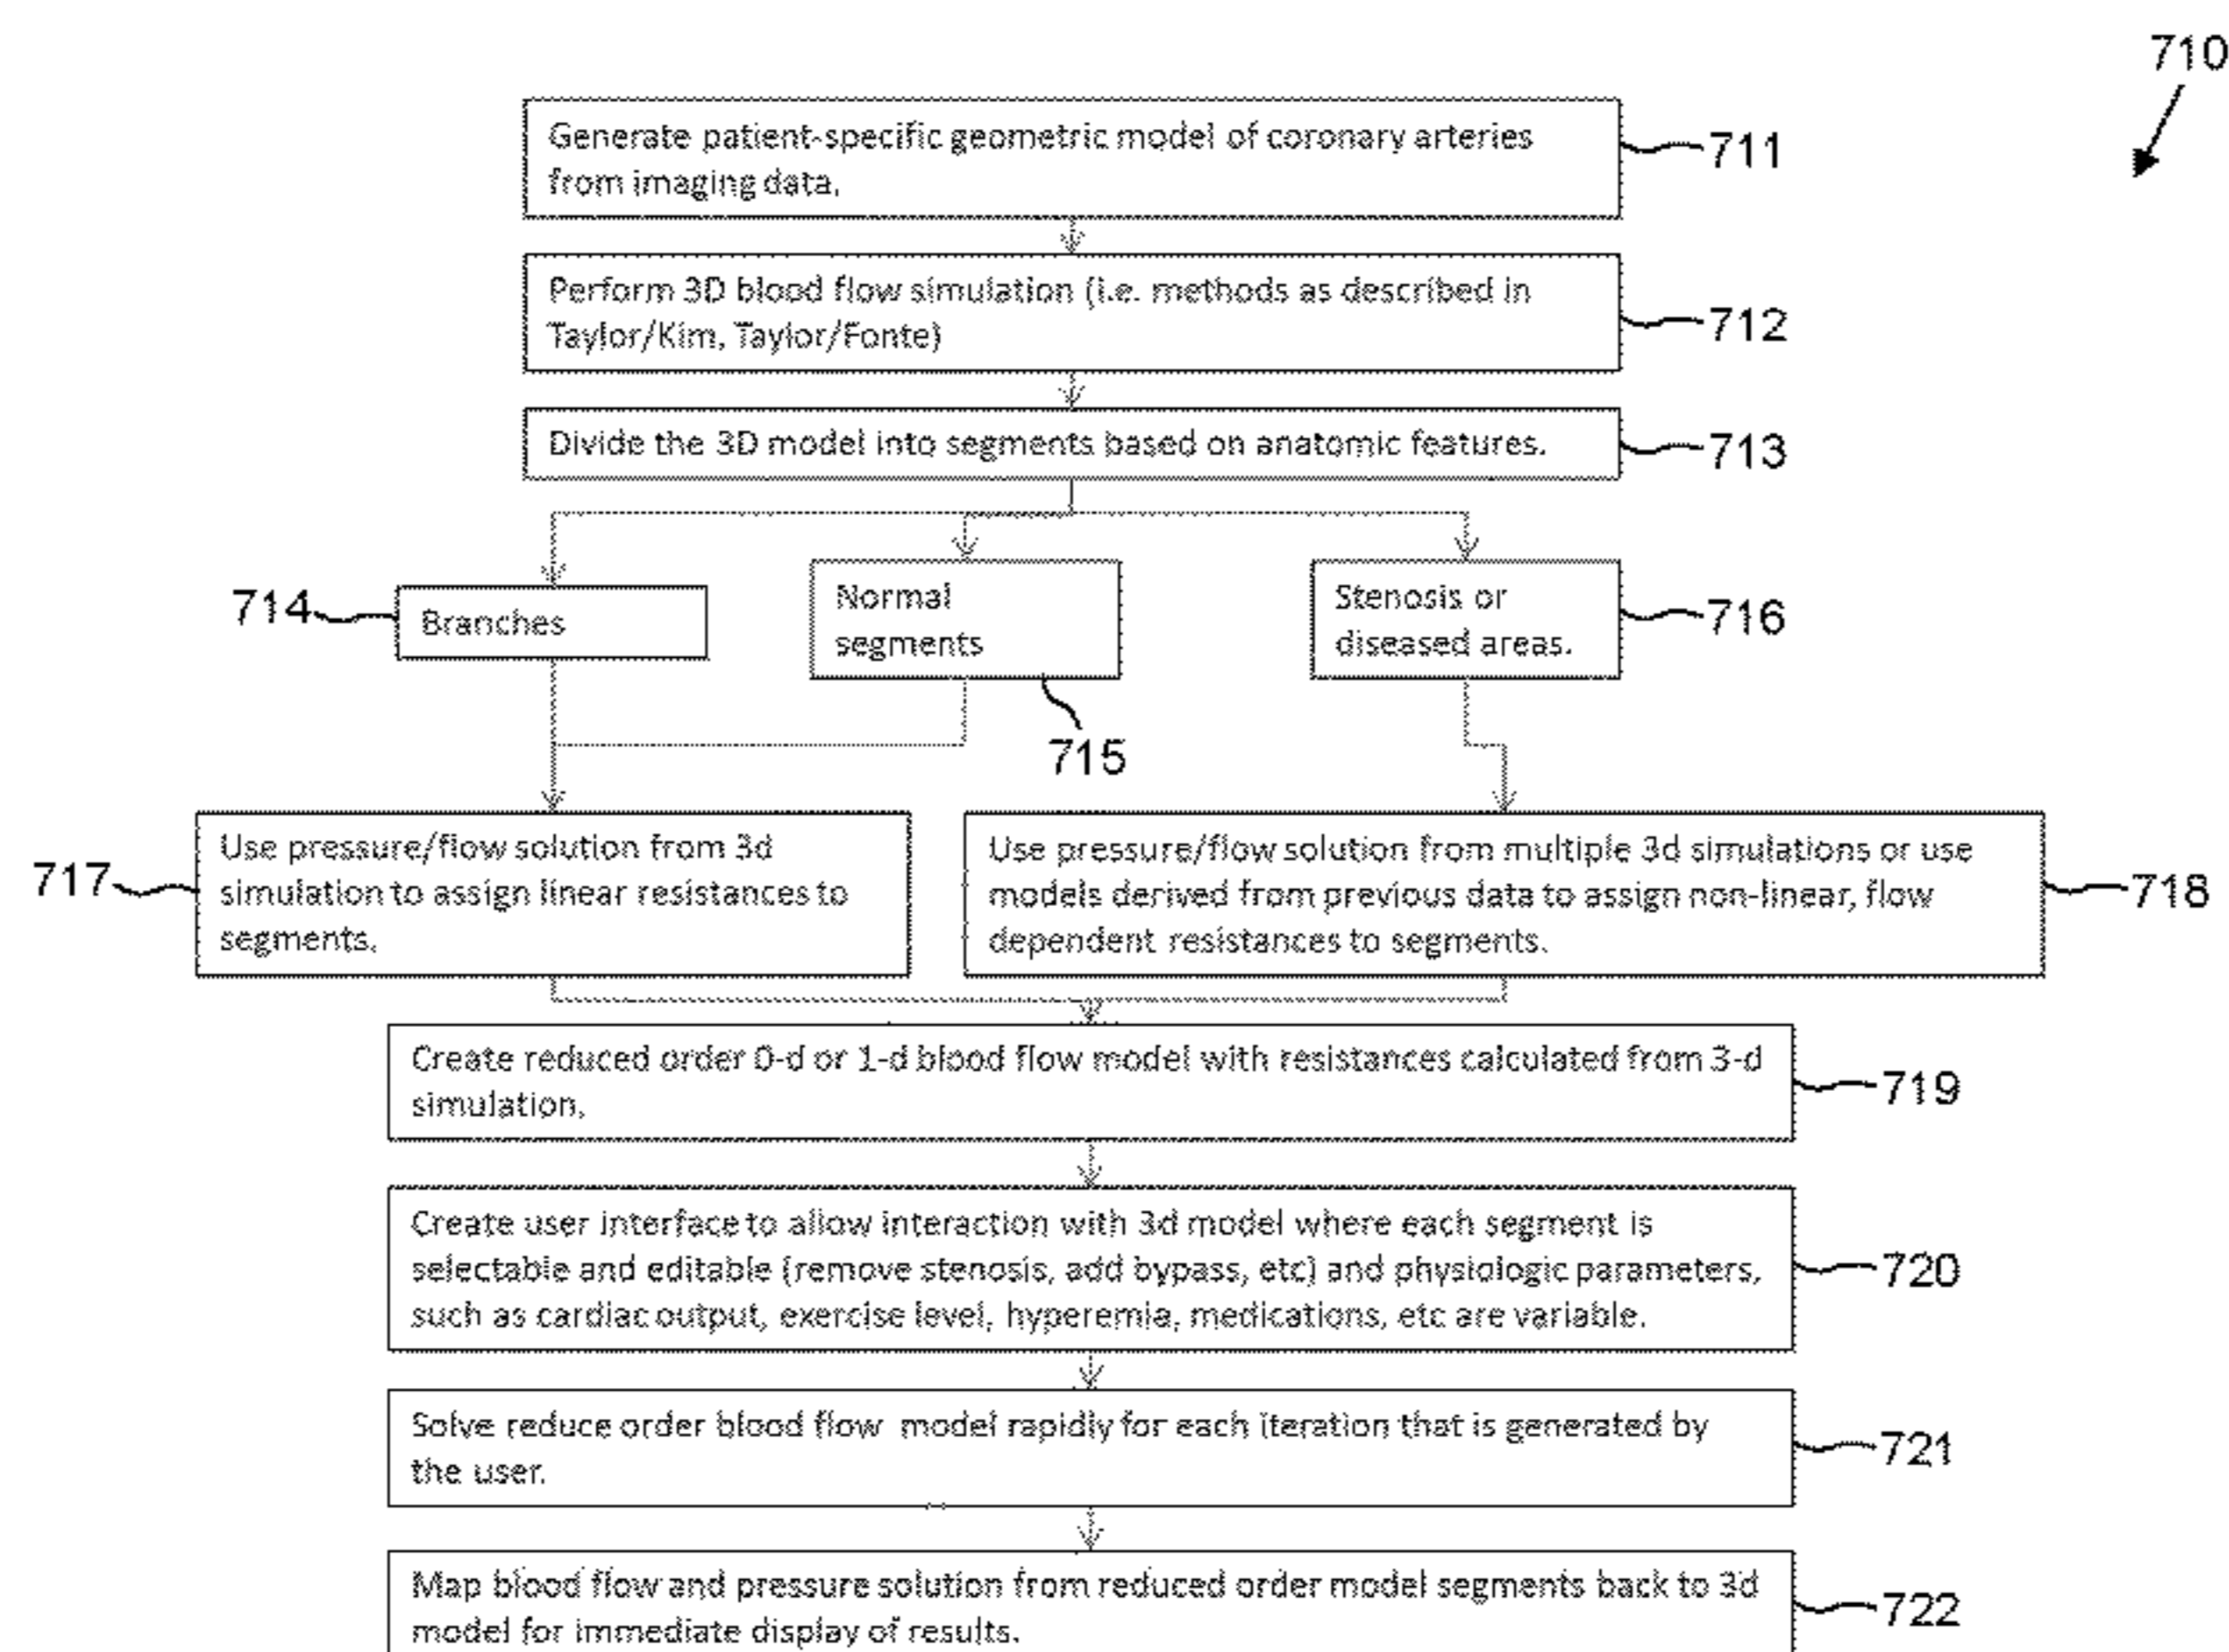 710
Generate patient-specific geometric model of coronary arteries
from imaging data.
711
Perform 3D blood flow simulation (i.e. methods as described in
Taylor/Kim, Taylor/Fonte)
712
Divide the 3D model into segments based on anatomic features.
713
714
Branches
Normal
segments
715
Stenosis or
diseased areas.
716
717
Use pressure/flow solution from 3d
simulation to assign linear resistances to
segments.
Use pressure/flow solution from multiple 3d simulations or use
models derived from previous data to assign non-linear, flow
dependent resistances to segments.
718
Create reduced order 0-d or 1-d blood flow model with resistances calculated from 3-d
simulation.
719
Create user interface to allow interaction with 3d model where each segment is
selectable and editable (remove stenosis, add bypass, etc) and physiologic parameters,
such as cardiac output, exercise level, hyperemia, medications, etc are variable.
720
Solve reduce order blood flow model rapidly for each iteration that is generated by
the user.
721
Map blood flow and pressure solution from reduced order model segments back to 3d
model for immediate display of results.
722